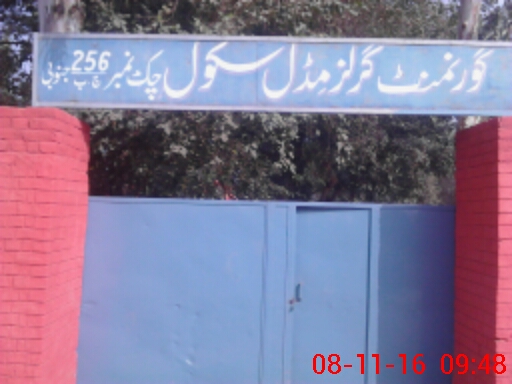 گورنمنٹ گرلز مڈل سکول چک نمبر 256 ج ب جنوبی
08-11-16 09:48